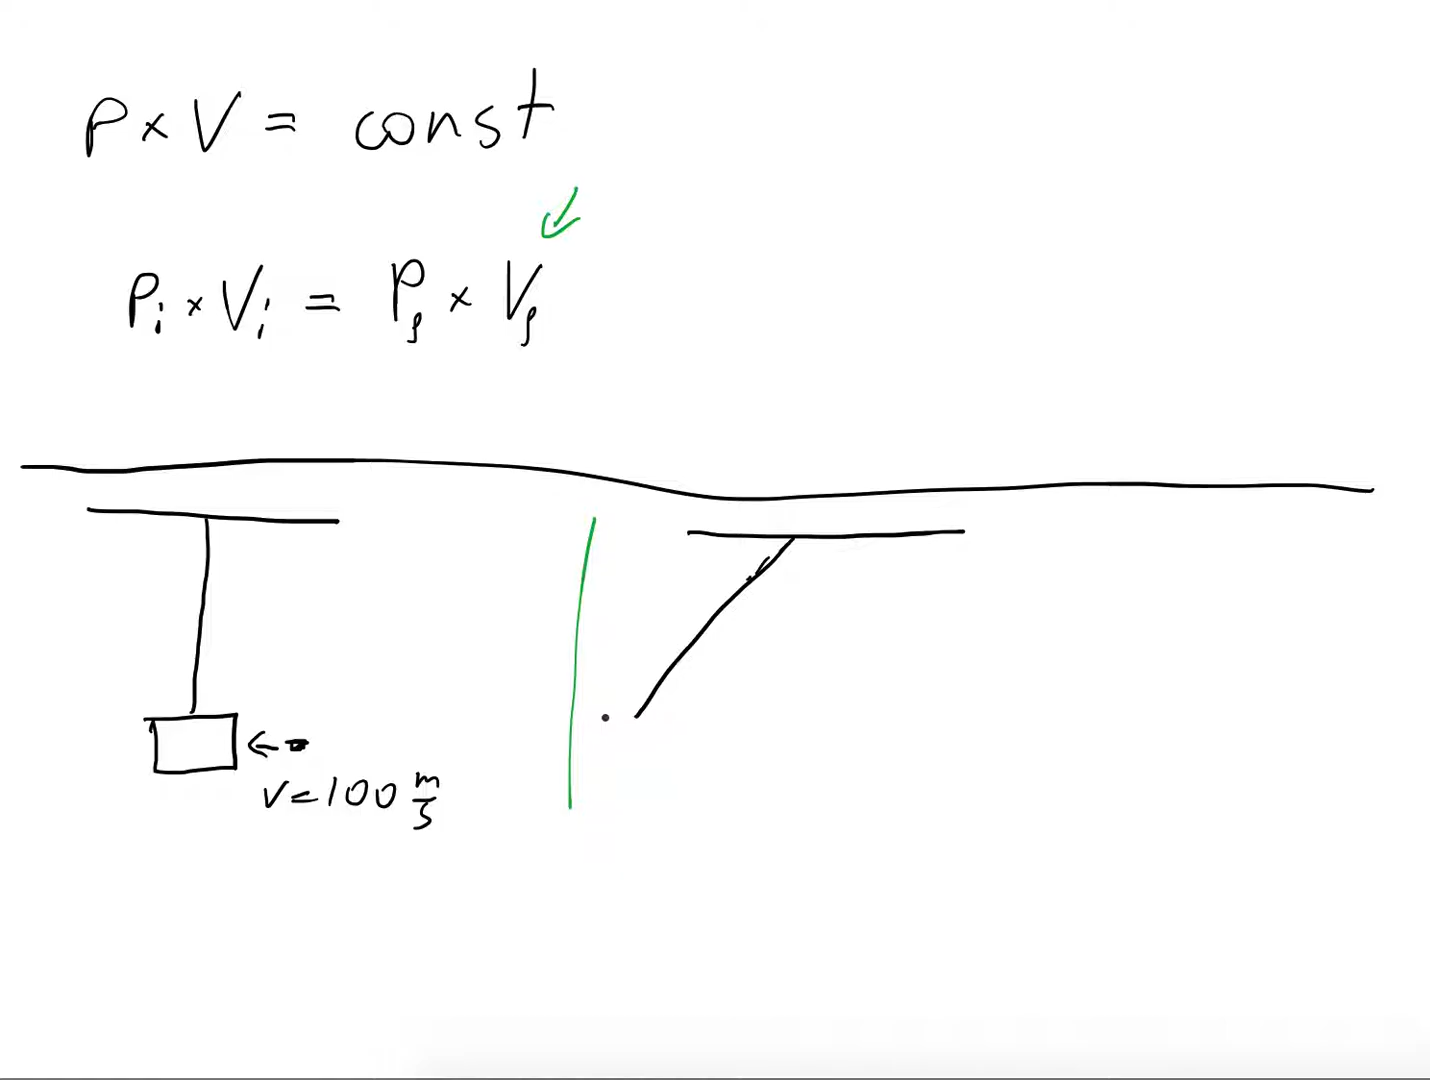 P × V = const
Pᵢ × Vᵢ = Pf × Vf
V = 100 m/s